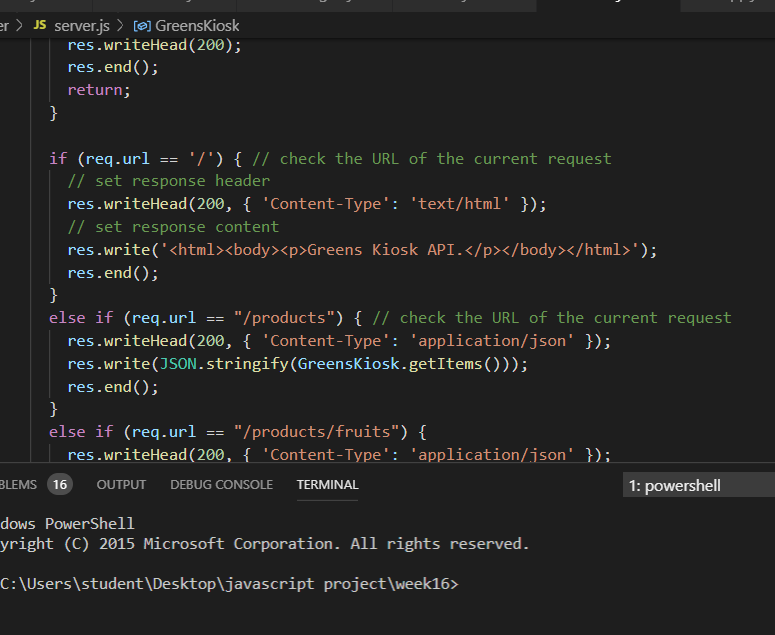 er > JS server.js > GreensKiosk
res.writeHead(200);
res.end();
return;
}
if (req.url == '/') { // check the URL of the current request
// set response header
res.writeHead(200, { 'Content-Type': 'text/html' });
// set response content
res.write('<html><body><p>Greens Kiosk API.</p></body></html>');
res.end();
}
else if (req.url == "/products") { // check the URL of the current request
res.writeHead(200, { 'Content-Type': 'application/json' });
res.write(JSON.stringify(GreensKiosk.getItems()));
res.end();
}
else if (req.url == "/products/fruits") {
res.writeHead(200, { 'Content-Type': 'application/json' });
BLEMS 16 OUTPUT DEBUG CONSOLE TERMINAL 1: powershell
dows PowerShell
yright (C) 2015 Microsoft Corporation. All rights reserved.
C:\Users\student\Desktop\javascript project\week16>